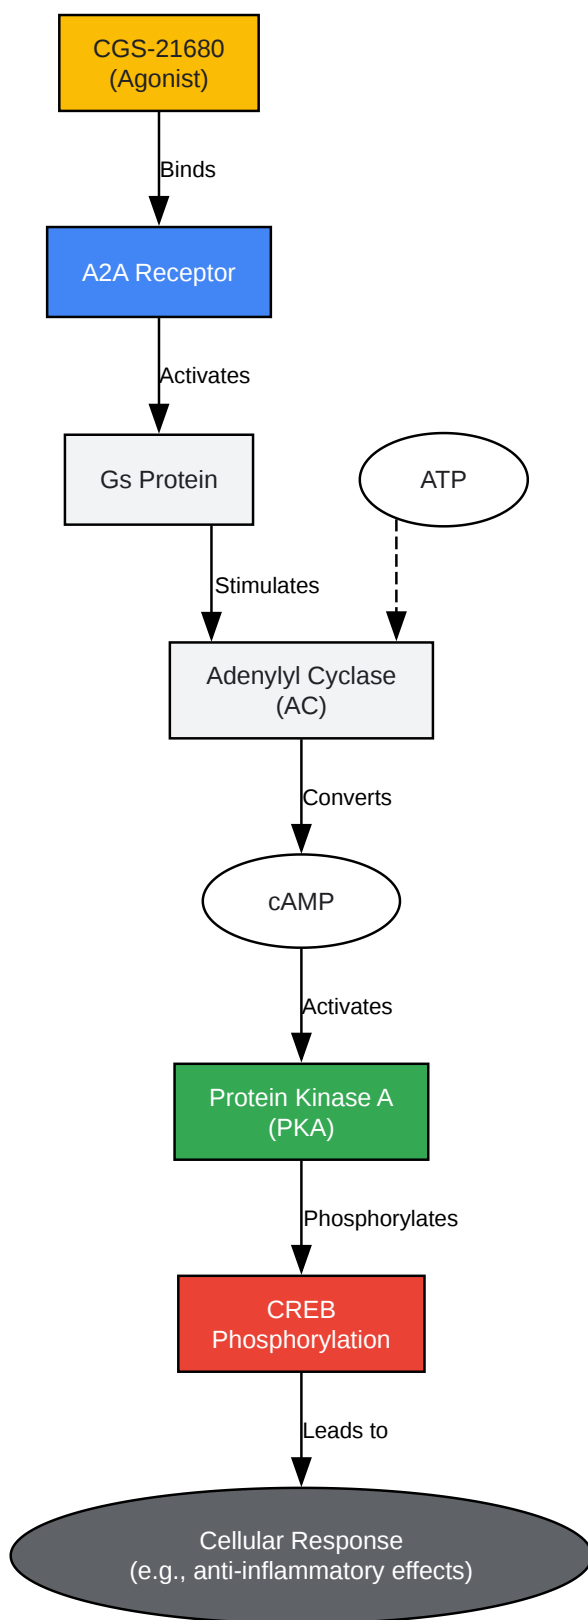 CGS-21680
(Agonist)
Binds
A2A Receptor
Activates
Gs Protein
ATP
Stimulates
Adenylyl Cyclase
(AC)
Converts
cAMP
Activates
Protein Kinase A
(PKA)
Phosphorylates
CREB
Phosphorylation
Leads to
Cellular Response
(e.g., anti-inflammatory effects)